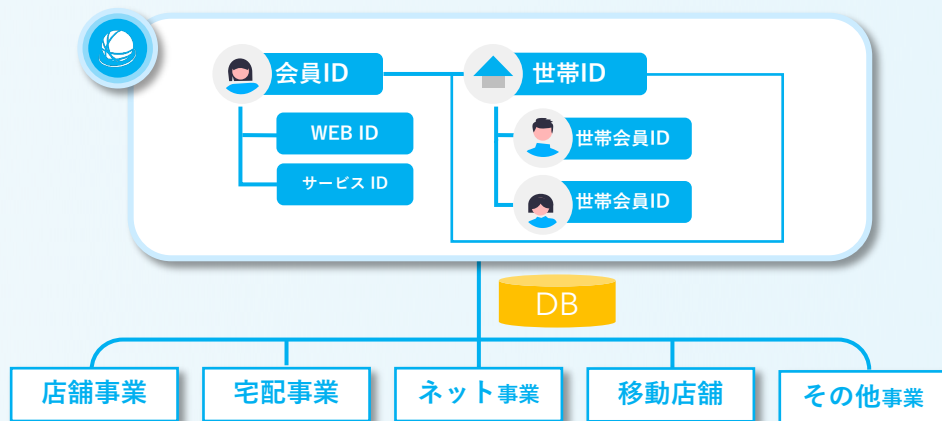 会員ID
世帯ID
WEB ID
世帯会員ID
サービス ID
世帯会員ID
DB
店舗事業
宅配事業
ネット事業
移動店舗
その他事業